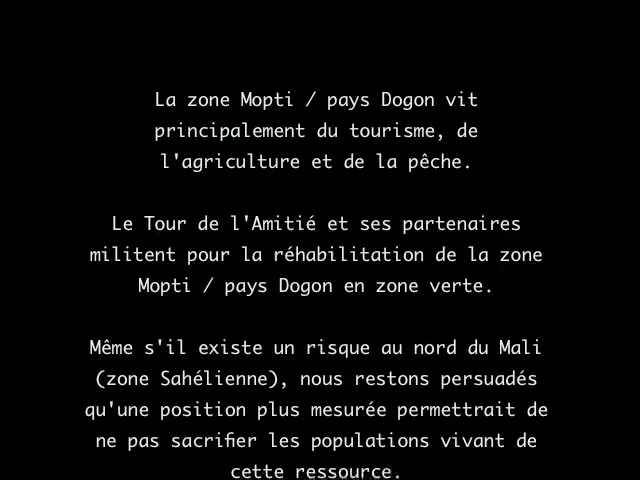 La zone Mopti / pays Dogon vit
principalement du tourisme, de
l'agriculture et de la pêche.
Le Tour de l'Amitié et ses partenaires
militent pour la réhabilitation de la zone
Mopti / pays Dogon en zone verte.
Même s'il existe un risque au nord du Mali
(zone Sahélienne), nous restons persuadés
qu'une position plus mesurée permettrait de
ne pas sacrifier les populations vivant de
cette ressource.